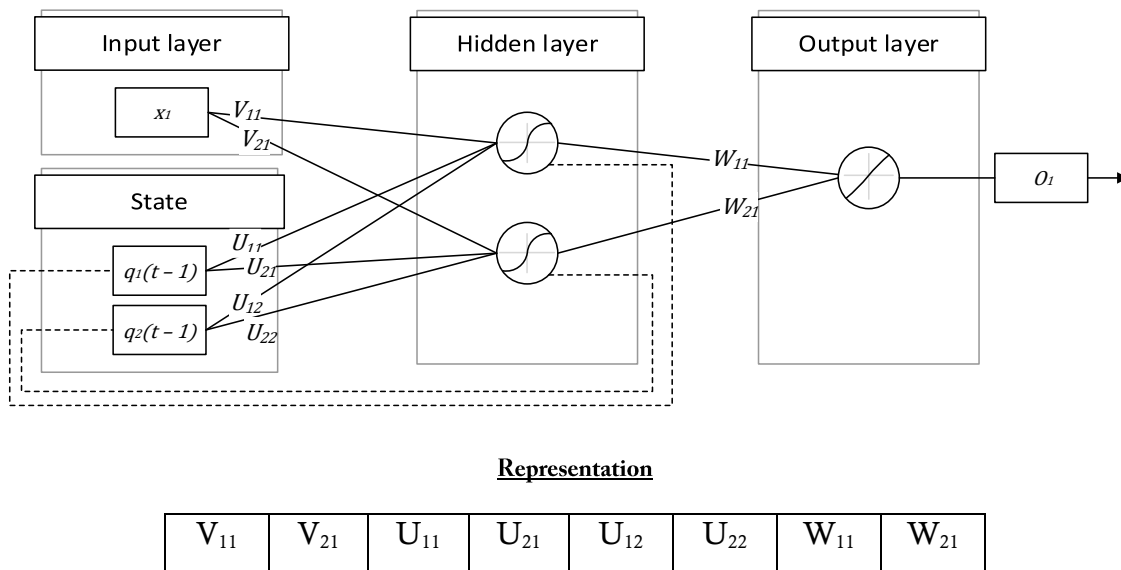 Input layer
Hidden layer
Output layer
x₁
V₁₁
V₂₁
W₁₁
O₁
State
W₂₁
U₁₁
q₁(t – 1)
U₂₁
U₁₂
q₂(t – 1)
U₂₂
Representation
V₁₁ V₂₁ U₁₁ U₂₁ U₁₂ U₂₂ W₁₁ W₂₁